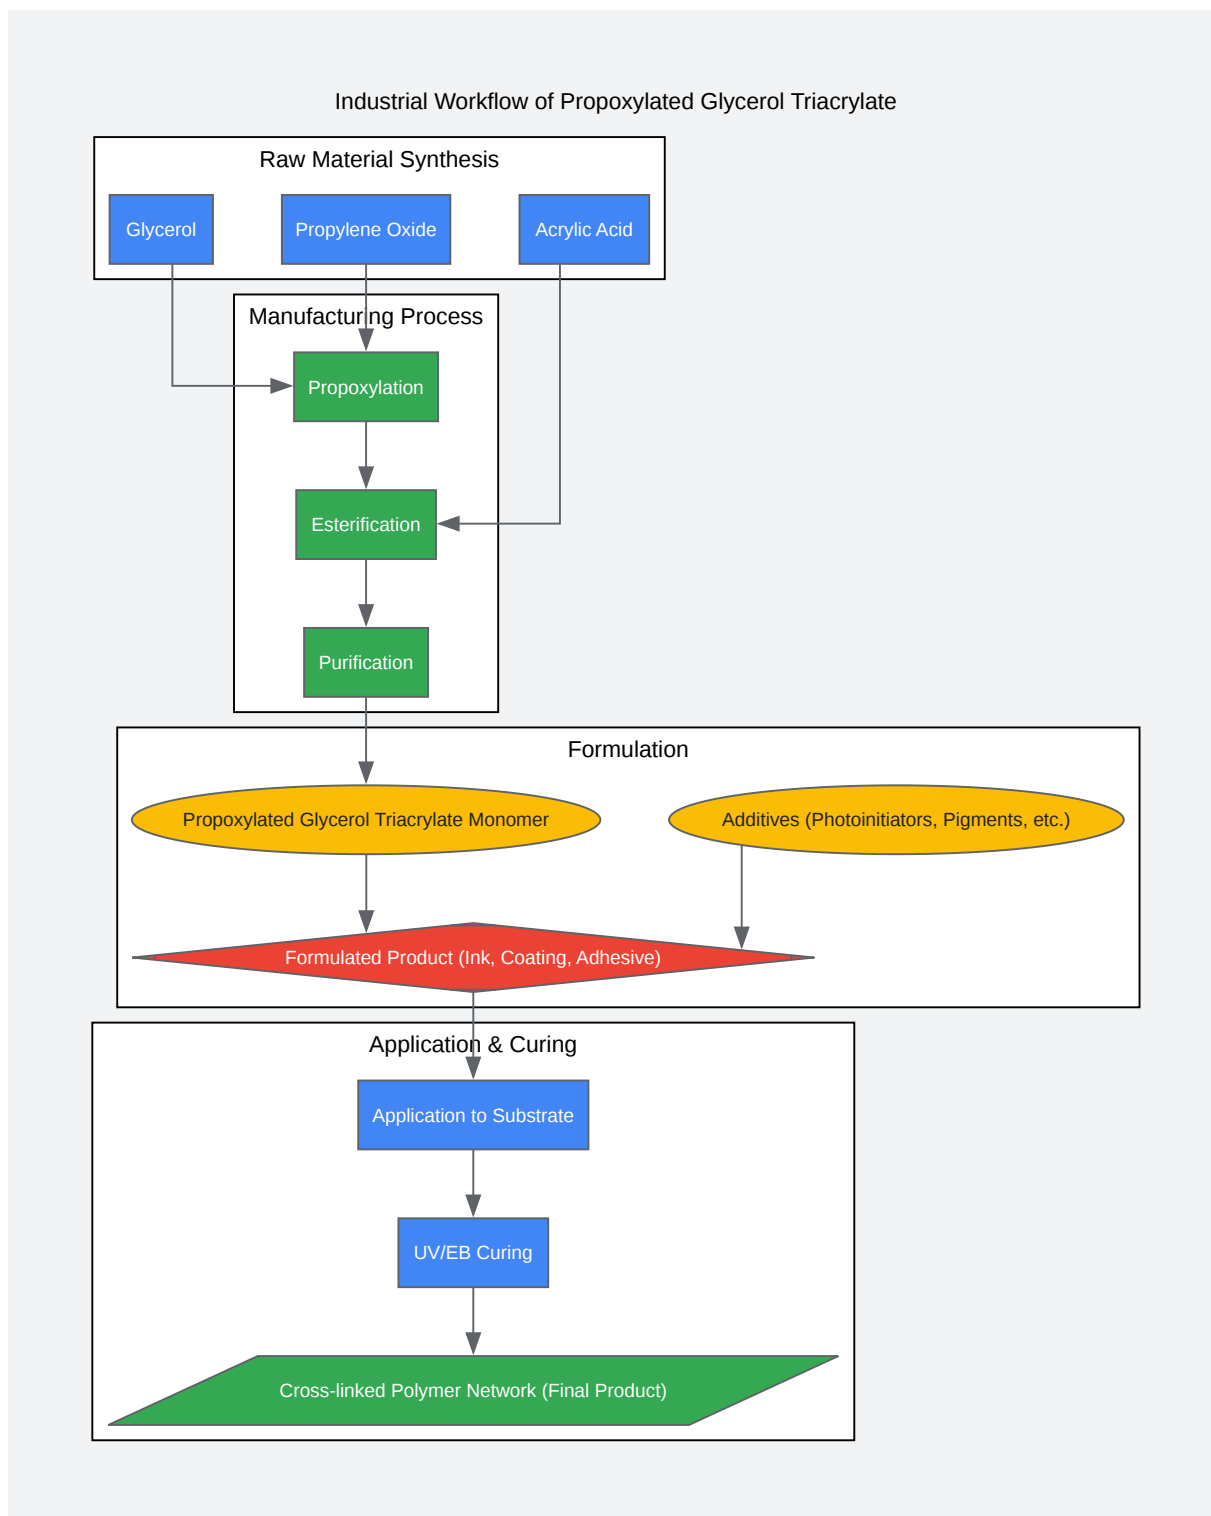 Industrial Workflow of Propoxylated Glycerol Triacrylate
Raw Material Synthesis
Glycerol
Propylene Oxide
Acrylic Acid
Manufacturing Process
Propoxylation
Esterification
Purification
Formulation
Propoxylated Glycerol Triacrylate Monomer
Additives (Photoinitiators, Pigments, etc.)
Formulated Product (Ink, Coating, Adhesive)
Application & Curing
Application to Substrate
UV/EB Curing
Cross-linked Polymer Network (Final Product)